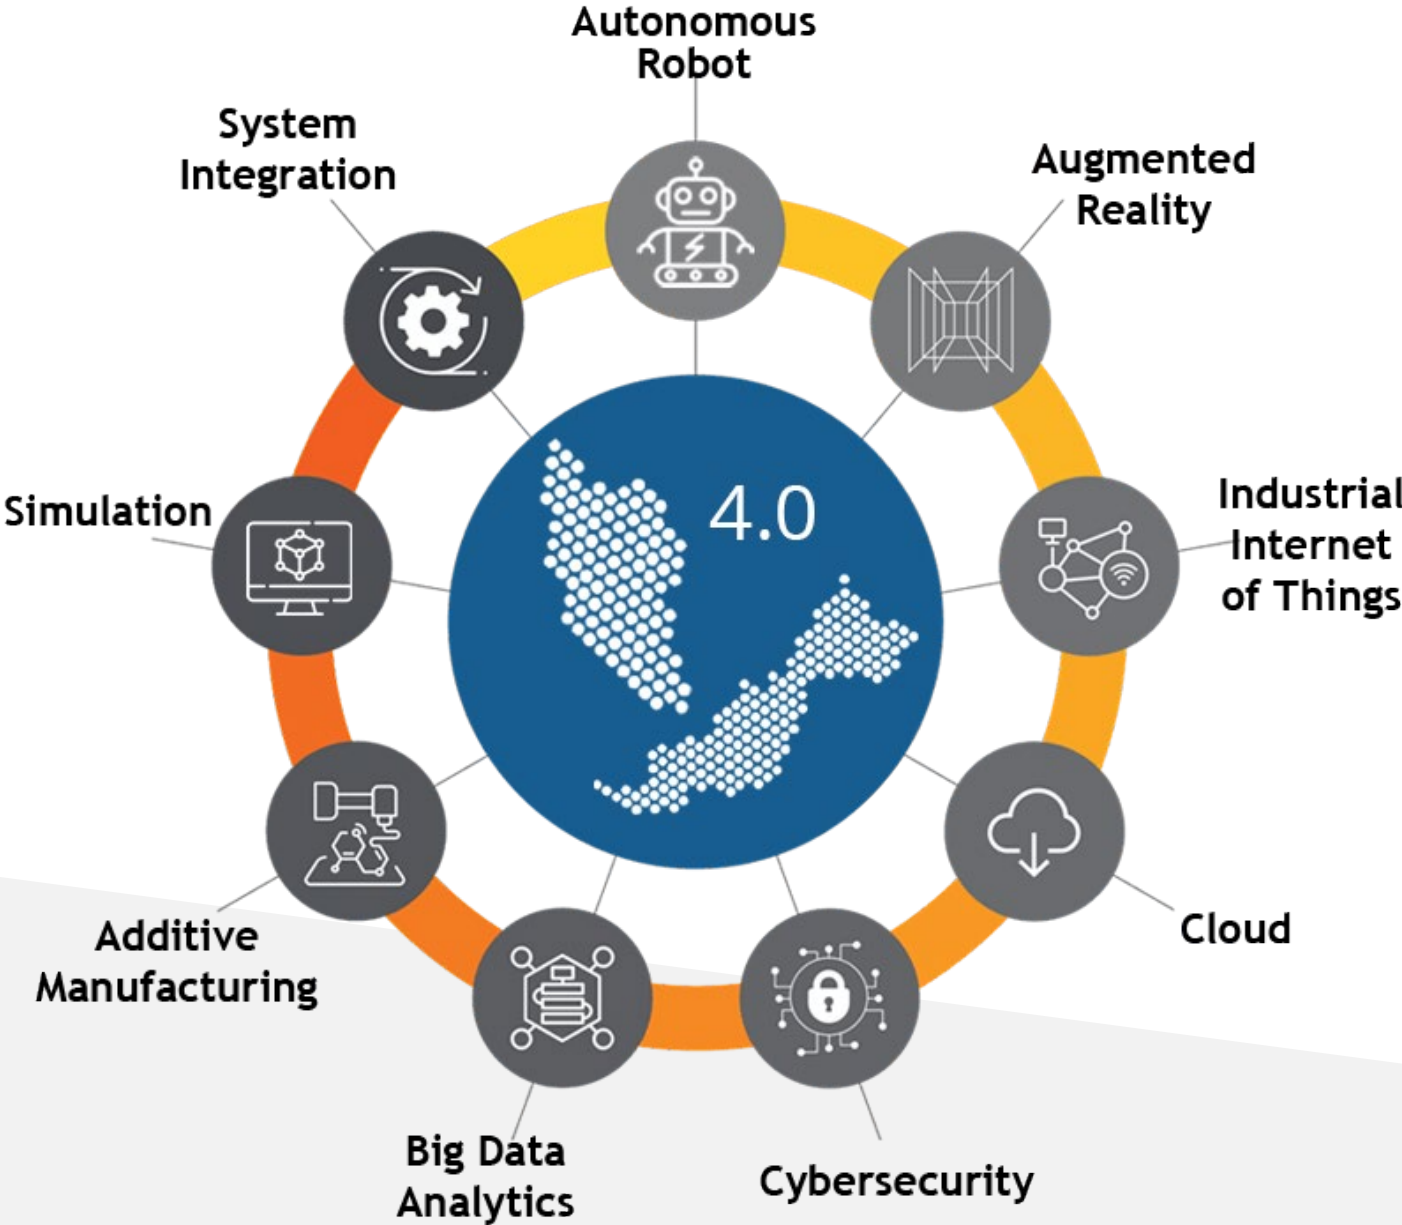 Autonomous
Robot
System
Integration
Augmented
Reality
Simulation
4.0
Industrial
Internet
of Things
Additive
Manufacturing
Cloud
Big Data
Analytics
Cybersecurity